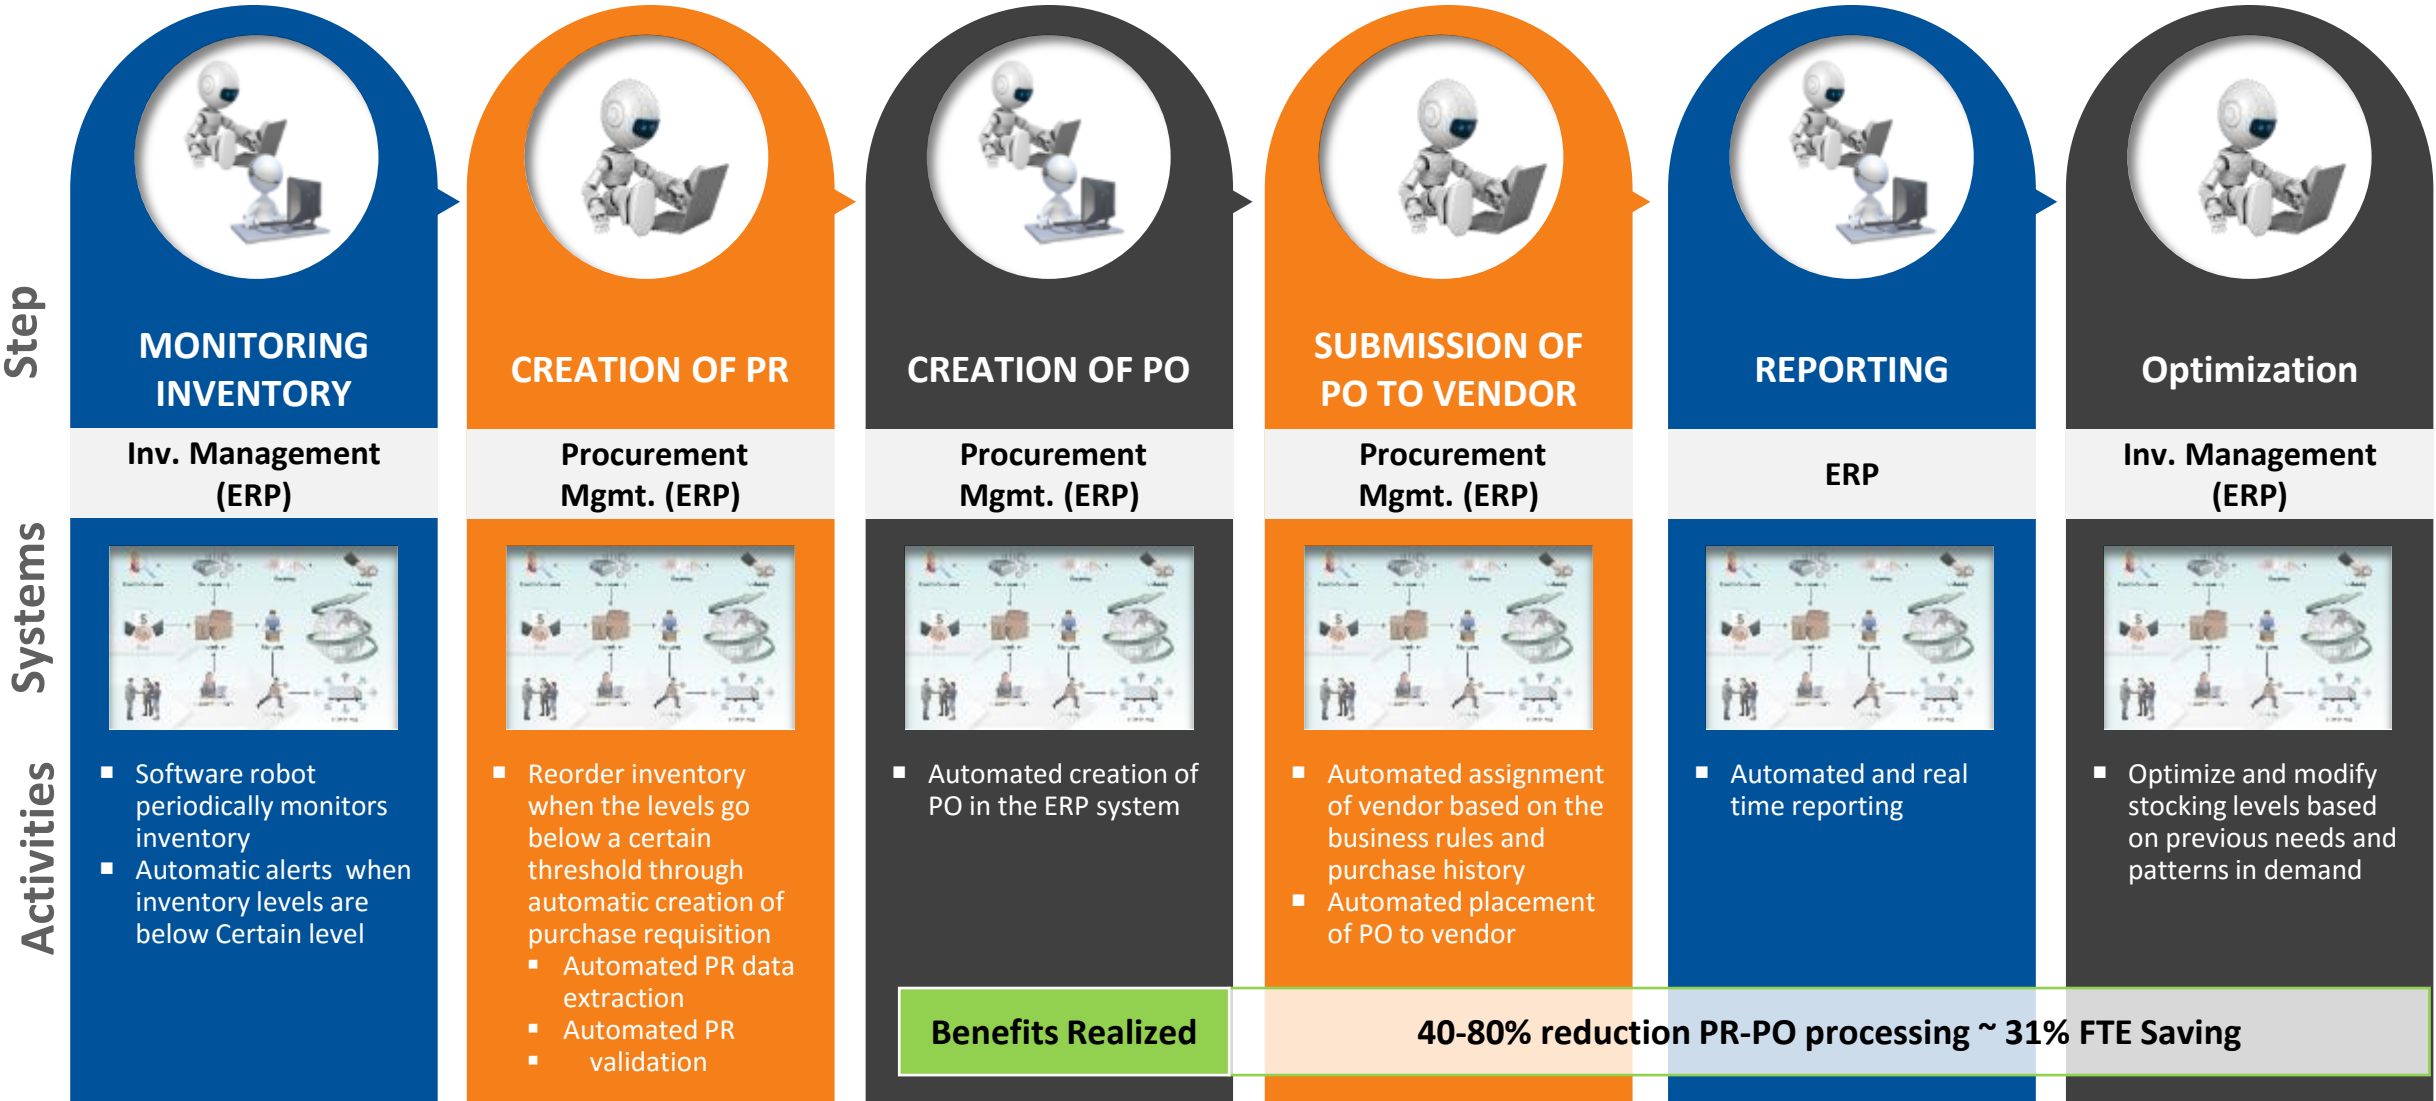 Step
MONITORING
INVENTORY
CREATION OF PR
CREATION OF PO
SUBMISSION OF
PO TO VENDOR
REPORTING
Optimization
Systems
Inv. Management
(ERP)
Procurement
Mgmt. (ERP)
Procurement
Mgmt. (ERP)
Procurement
Mgmt. (ERP)
ERP
Inv. Management
(ERP)
Activities
▪ Software robot
periodically monitors
inventory
▪ Automatic alerts when
inventory levels are
below Certain level
▪ Reorder inventory
when the levels go
below a certain
threshold through
automatic creation of
purchase requisition
▪ Automated PR data
extraction
▪ Automated PR
▪ validation
▪ Automated creation of
PO in the ERP system
▪ Automated assignment
of vendor based on the
business rules and
purchase history
▪ Automated placement
of PO to vendor
▪ Automated and real
time reporting
▪ Optimize and modify
stocking levels based
on previous needs and
patterns in demand
Benefits Realized
40-80% reduction PR-PO processing ~ 31% FTE Saving